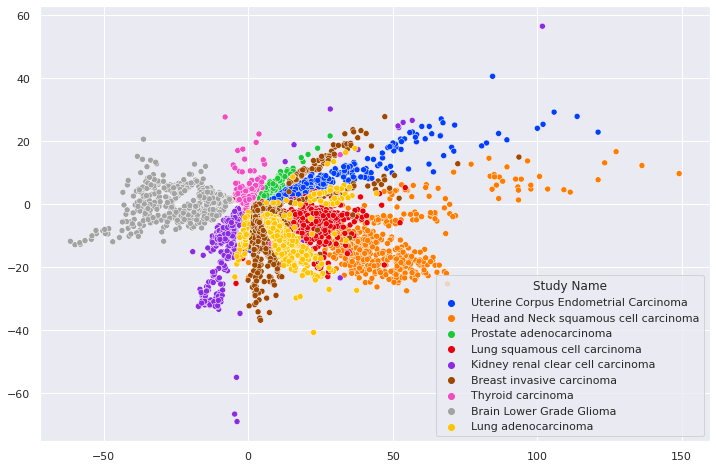 60
40
20
0
−20
−40
−60
−50
0
50
100
150
Study Name
Uterine Corpus Endometrial Carcinoma
Head and Neck squamous cell carcinoma
Prostate adenocarcinoma
Lung squamous cell carcinoma
Kidney renal clear cell carcinoma
Breast invasive carcinoma
Thyroid carcinoma
Brain Lower Grade Glioma
Lung adenocarcinoma